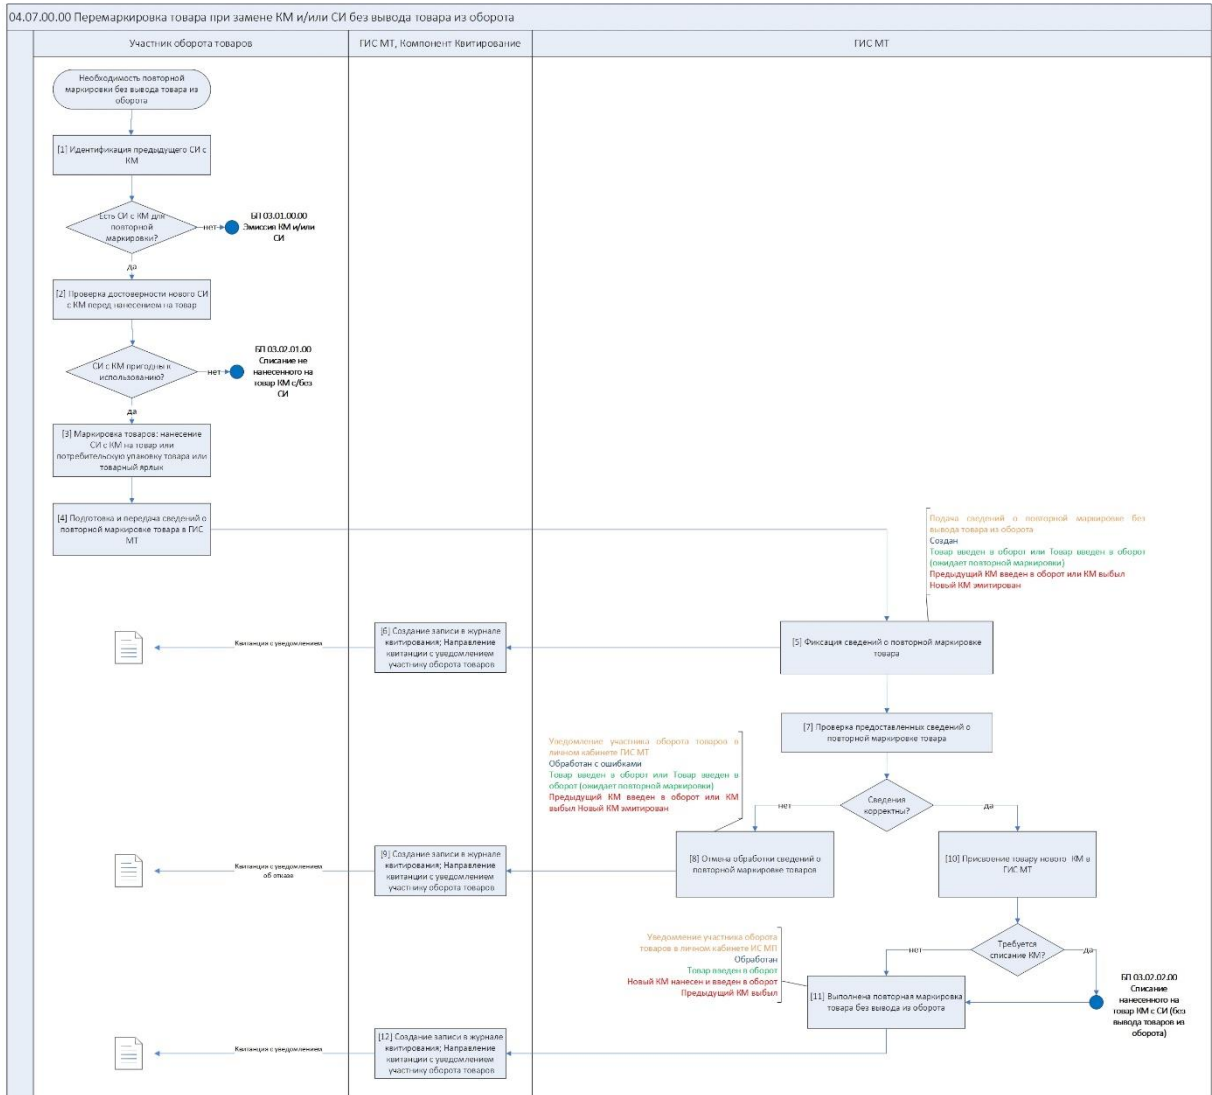 04.07.00.00 Перемаркировка товара при замене КМ и/или СИ без вывода товара из оборота
Участник оборота товаров
ГИС МТ, Компонент Квитирование
ГИС МТ
Необходимость повторной
маркировки без вывода товара из
оборота
[1] Идентификация предыдущего СИ с
КМ
Есть СИ с КМ для
повторной
маркировки?
нет
БП 03.01.00.00
Эмиссия КМ и/или
СИ
да
[2] Проверка достоверности нового СИ
с КМ перед нанесением на товар
СИ с КМ пригодны к
использованию?
нет
БП 03.02.01.00
Списание не
нанесенного на
товар КМ с/без
СИ
да
[3] Маркировка товаров: нанесение
СИ с КМ на товар или
потребительскую упаковку товара или
товарный ярлык
[4] Подготовка и передача сведений о
повторной маркировке товара в ГИС
МТ
Подача сведений о повторной маркировке без
вывода товара из оборота
Создан
Товар введен в оборот или Товар введен в оборот
(ожидает повторной маркировки)
Предыдущий КМ введен в оборот или КМ выбыл
Новый КМ эмитирован
[5] Фиксация сведений о повторной маркировке
товара
[6] Создание записи в журнале
квитирования; Направление
квитанции с уведомлением
участнику оборота товаров
Квитанция с уведомлением
[7] Проверка предоставленных сведений о
повторной маркировке товара
Уведомление участника оборота товаров в
личном кабинете ГИС МТ
Обработан с ошибками
Товар введен в оборот или Товар введен в
оборот (ожидает повторной маркировки)
Предыдущий КМ введен в оборот или КМ
выбыл Новый КМ эмитирован
Сведения
корректны?
нет
да
[8] Отмена обработки сведений о
повторной маркировке товаров
[9] Создание записи в журнале
квитирования; Направление
квитанции с уведомлением
участнику оборота товаров
Квитанция с уведомлением
об отказе
[10] Присвоение товару нового КМ в
ГИС МТ
Требуется
списание КМ?
нет
да
Уведомление участника оборота
товаров в личном кабинете ИС МП
Обработан
Товар введен в оборот
Новый КМ нанесен и введен в оборот
Предыдущий КМ выбыл
[11] Выполнена повторная маркировка
товара без вывода из оборота
БП 03.02.02.00
Списание
нанесенного на
товар КМ с СИ (без
вывода товаров из
оборота)
[12] Создание записи в журнале
квитирования; Направление
квитанции с уведомлением
участнику оборота товаров
Квитанция с уведомлением